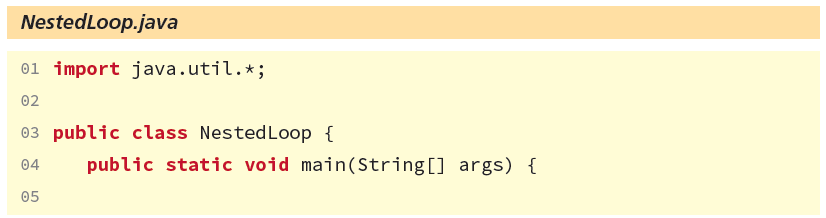 NestedLoop.java
01 import java.util.*;
02
03 public class NestedLoop {
04    public static void main(String[] args) {
05